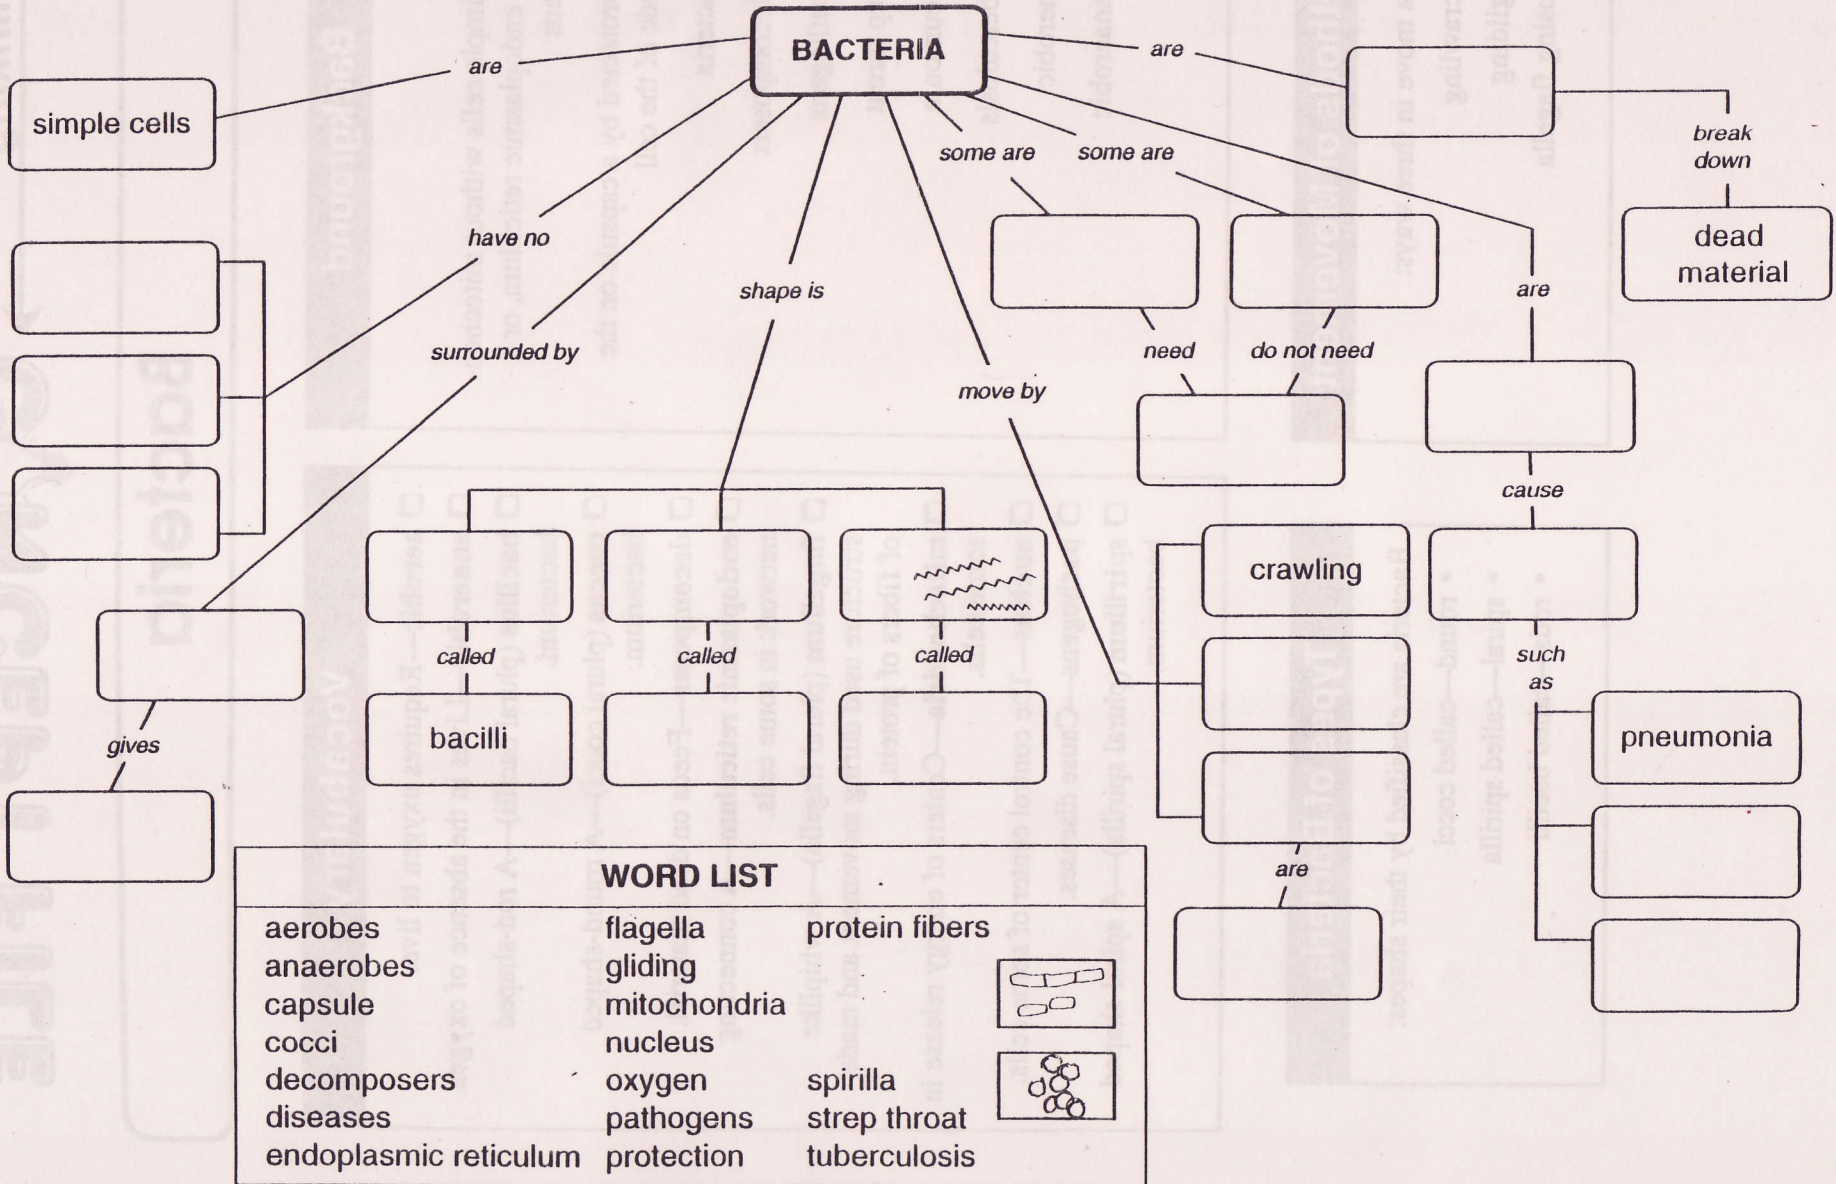 BACTERIA
are
simple cells
have no
surrounded by
gives
shape is
called
bacilli
called
called
move by
crawling
are
some are
some are
need
do not need
are
cause
such
as
pneumonia
are
break
down
dead
material
WORD LIST
aerobes
anaerobes
capsule
cocci
decomposers
diseases
endoplasmic reticulum
flagella
gliding
mitochondria
nucleus
oxygen
pathogens
protection
protein fibers
spirilla
strep throat
tuberculosis